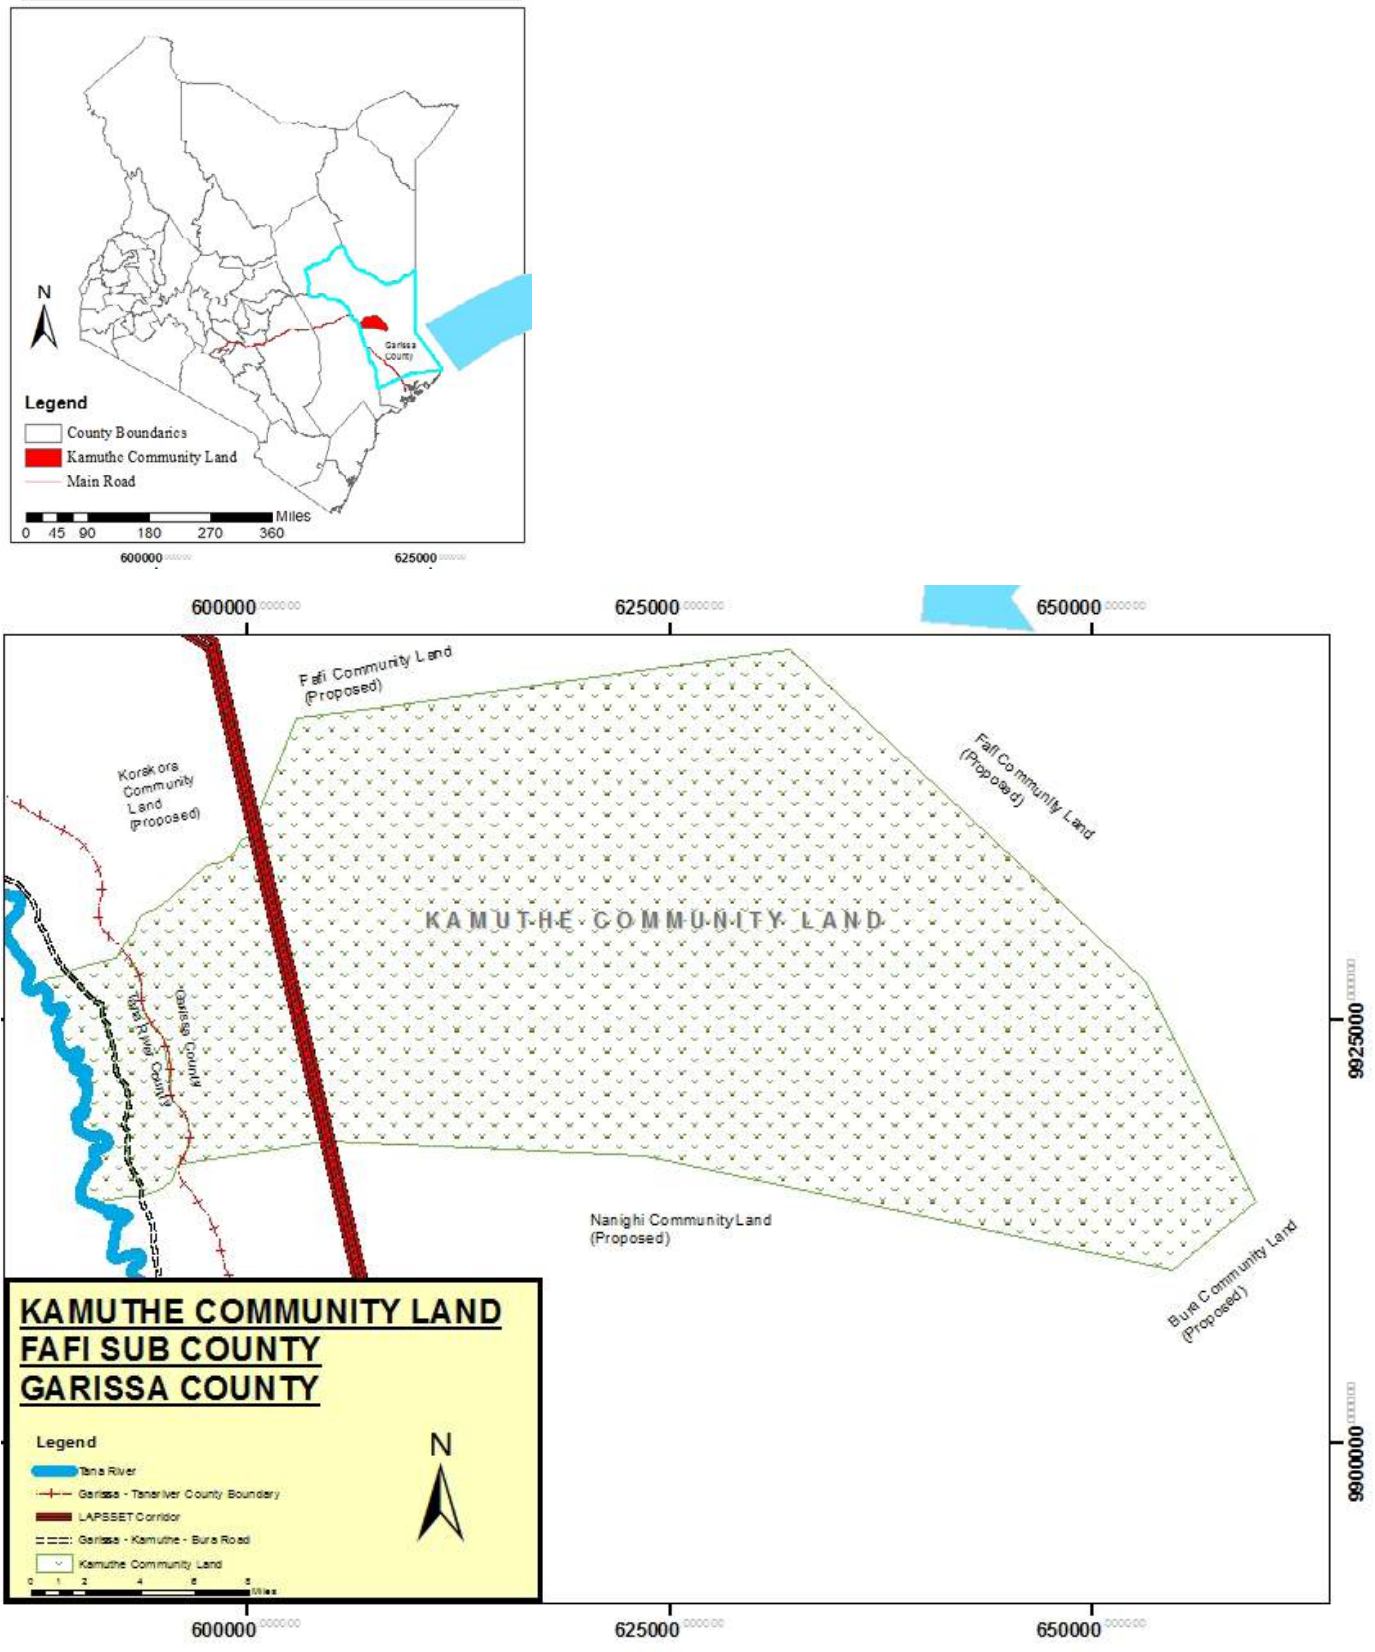 N
Garissa
County
Legend
County Boundaries
Kamuthe Community Land
Main Road
Miles
0 45 90 180 270 360
600000 625000
600000 625000 650000
Fafi Community Land
(Proposed)
Fafi Community Land
(Proposed)
Korakora
Community
Land
(Proposed)
KAMUTHE COMMUNITY LAND
Tana River County
Garissa County
9925000
Nanighi Community Land
(Proposed)
Bura Community Land
(Proposed)
KAMUTHE COMMUNITY LAND
FAFI SUB COUNTY
GARISSA COUNTY
Legend
N
Tana River
Garissa - Tanariver County Boundary
LAPSSET Corridor
Garissa - Kamuthe - Bura Road
Kamuthe Community Land
0 1 2 4 6 8
Miles
9900000
600000 625000 650000